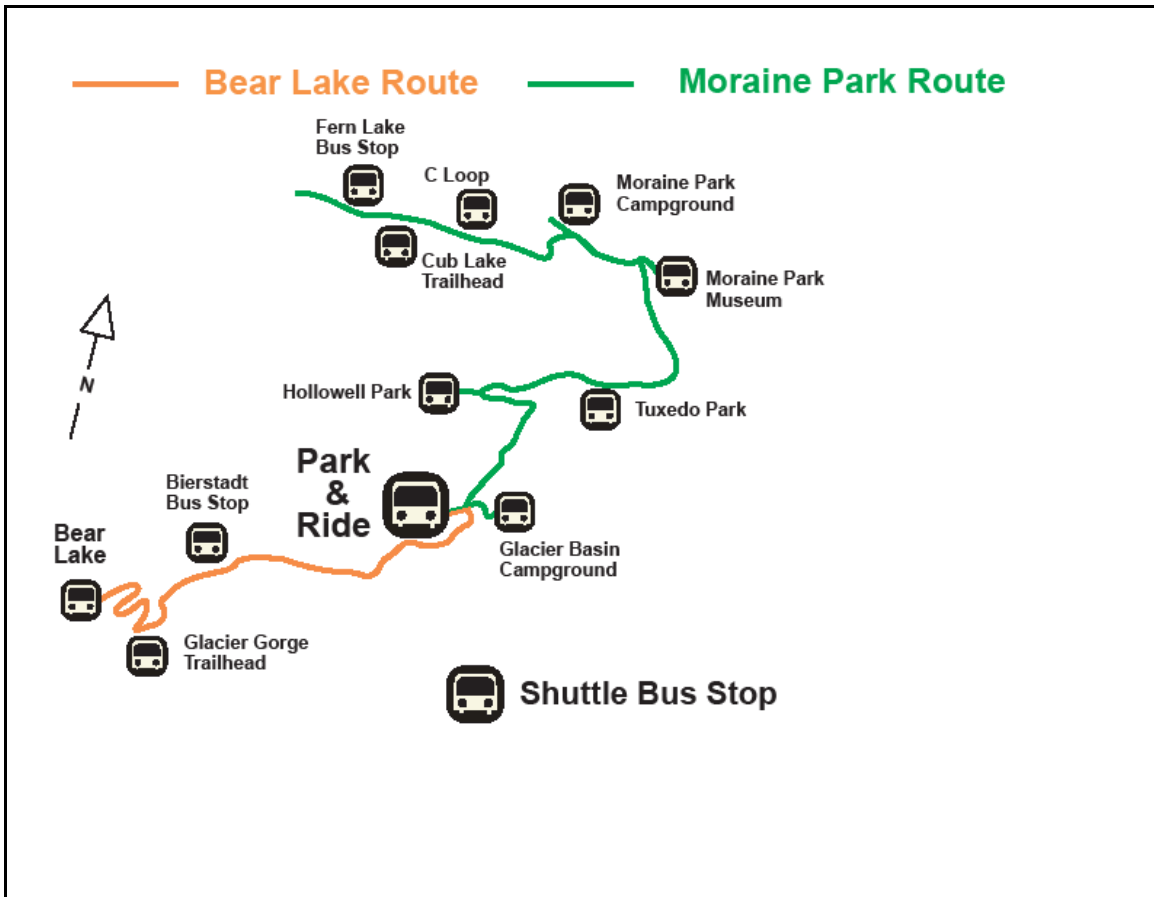 Bear Lake Route
Moraine Park Route
Fern Lake
Bus Stop
C Loop
Moraine Park
Campground
Cub Lake
Trailhead
Moraine Park
Museum
N
Hollowell Park
Tuxedo Park
Park
&
Ride
Bierstadt
Bus Stop
Bear
Lake
Glacier Basin
Campground
Glacier Gorge
Trailhead
Shuttle Bus Stop